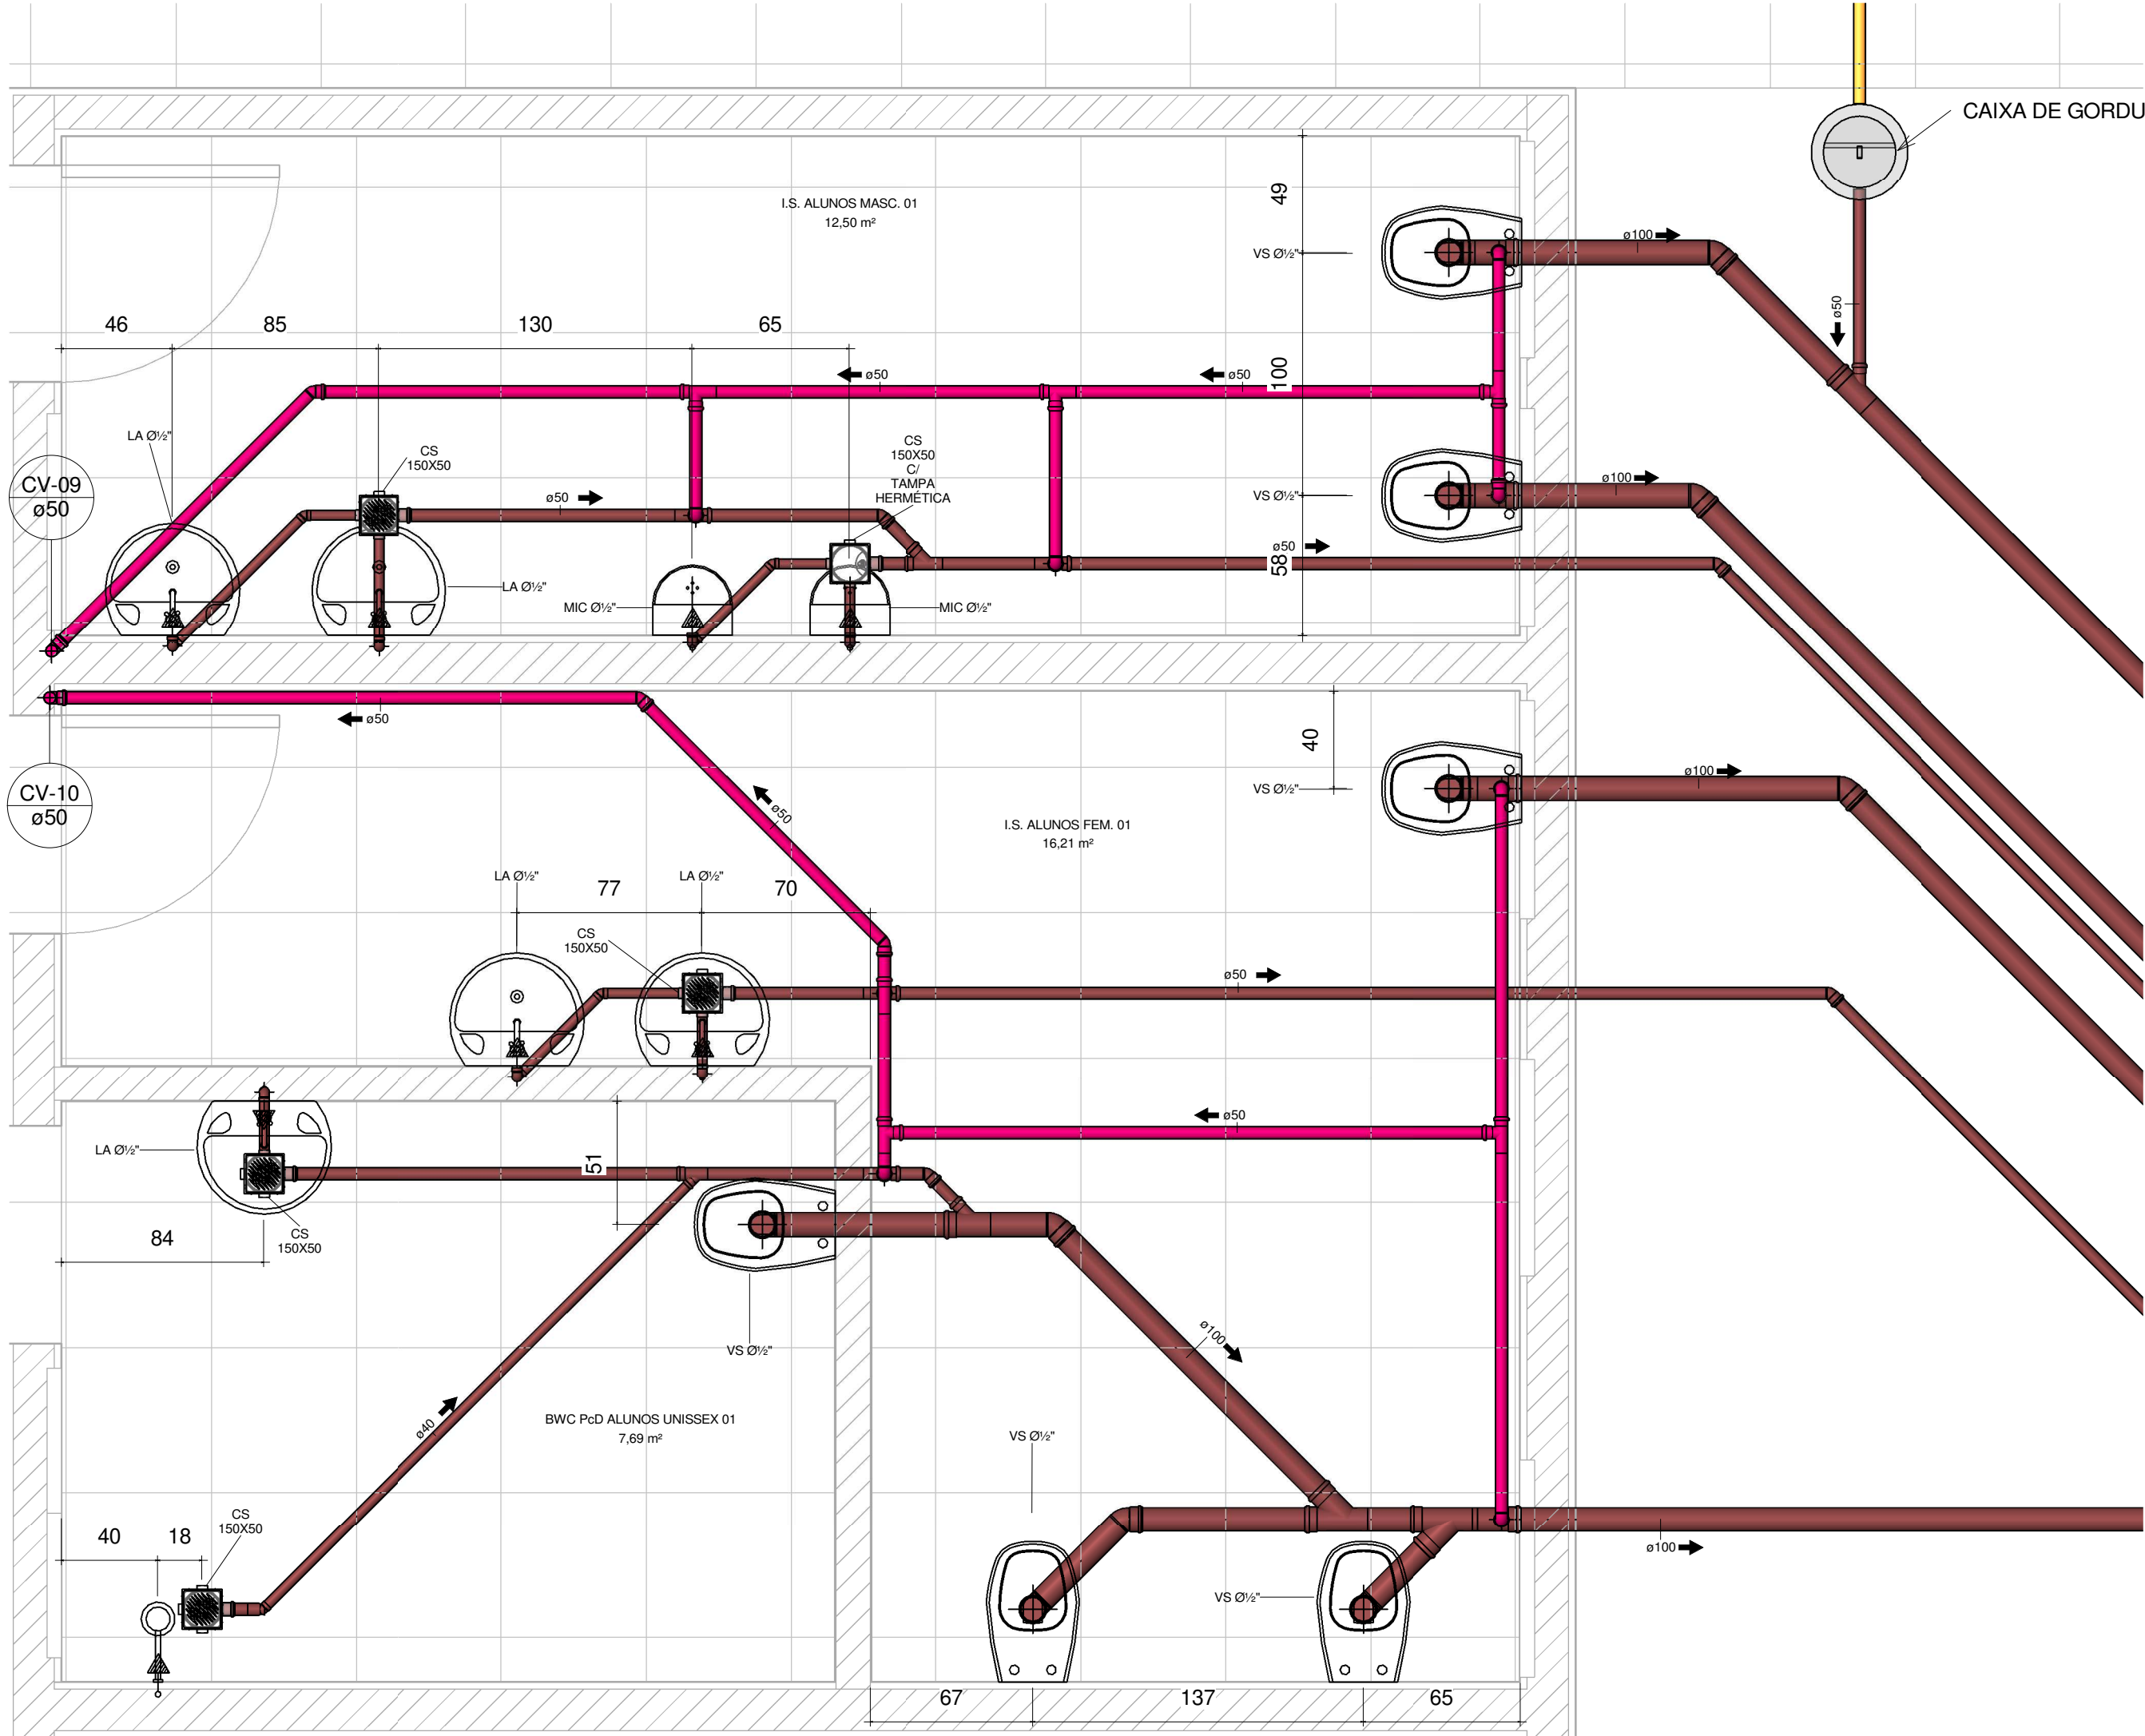 CAIXA DE GORDU
49
I.S. ALUNOS MASC. 01
12,50 m²
ø100
VS Ø½"
ø50
46
85
130
65
100
ø50
ø50
LA Ø½"
CS
150X50
CS
150X50
C/
TAMPA
HERMÉTICA
CV-09
ø50
ø50
ø100
VS Ø½"
ø50
58
LA Ø½"
MIC Ø½"
MIC Ø½"
ø50
40
CV-10
ø50
ø50
ø100
VS Ø½"
I.S. ALUNOS FEM. 01
16,21 m²
LA Ø½"
77
LA Ø½"
70
CS
150X50
ø50
ø50
LA Ø½"
51
84
CS
150X50
ø100
VS Ø½"
BWC PcD ALUNOS UNISSEX 01
7,69 m²
ø40
VS Ø½"
CS
150X50
40
18
ø100
VS Ø½"
67
137
65